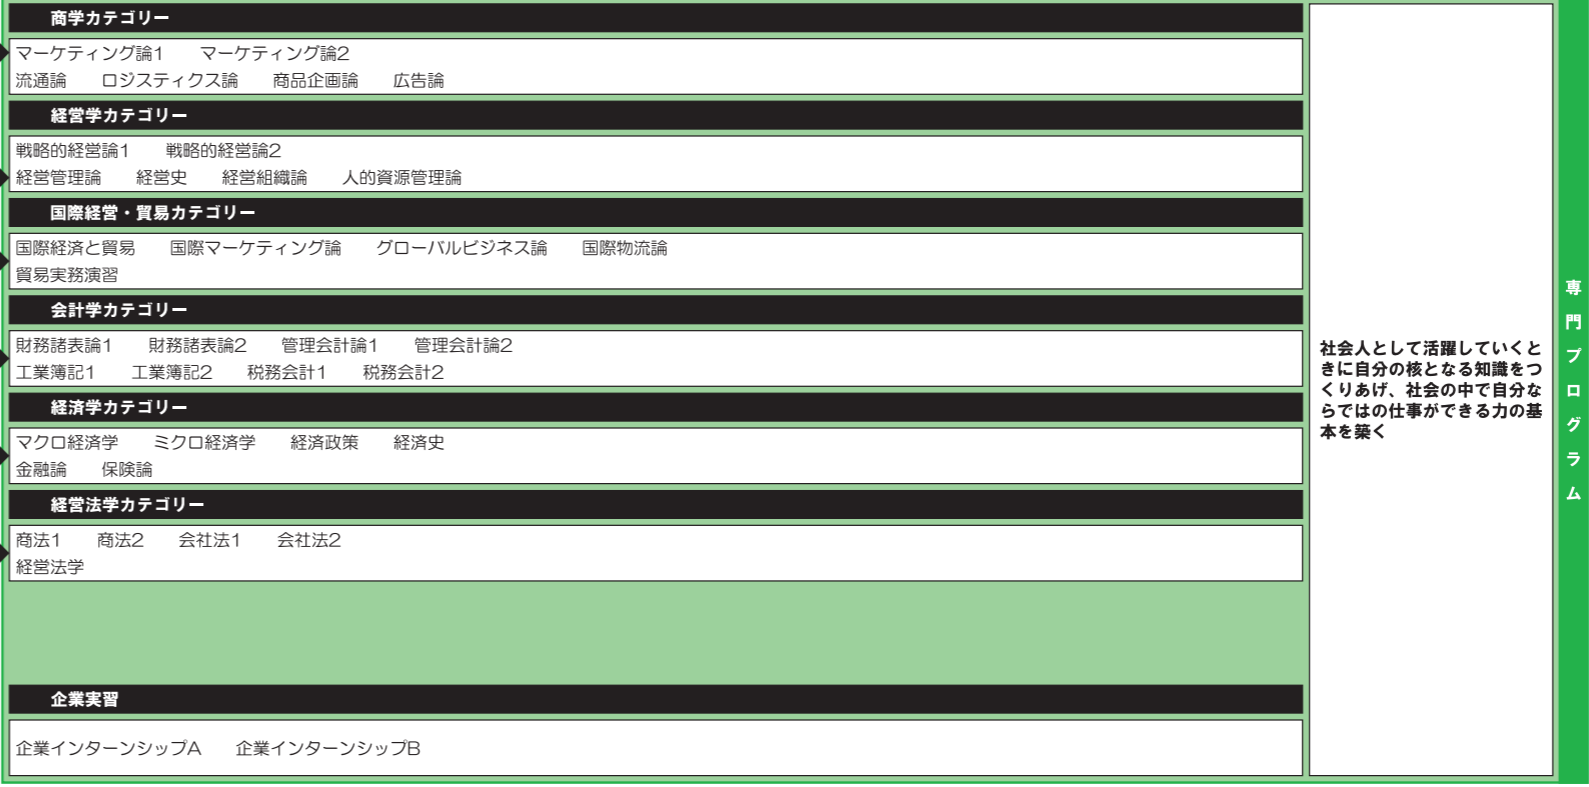 商学カテゴリー
マーケティング論1 マーケティング論2
流通論 ロジスティクス論 商品企画論 広告論
経営学カテゴリー
戦略的経営論1 戦略的経営論2
経営管理論 経営史 経営組織論 人的資源管理論
国際経営・貿易カテゴリー
国際経済と貿易 国際マーケティング論 グローバルビジネス論 国際物流論
貿易実務演習
会計学カテゴリー
財務諸表論1 財務諸表論2 管理会計論1 管理会計論2
工業簿記1 工業簿記2 税務会計1 税務会計2
経済学カテゴリー
マクロ経済学 ミクロ経済学 経済政策 経済史
金融論 保険論
経営法学カテゴリー
商法1 商法2 会社法1 会社法2
経営法学
企業実習
企業インターンシップA 企業インターンシップB
社会人として活躍していくと
きに自分の核となる知識をつ
くりあげ、社会の中で自分な
らではの仕事ができる力の基
本を築く
専門プログラム